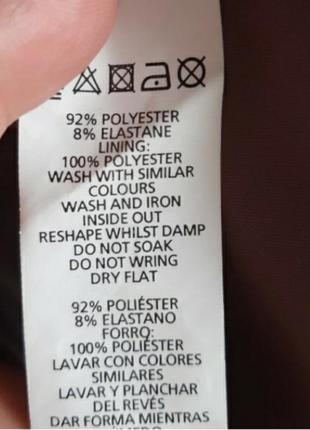 92% POLYESTER
8% ELASTANE
LINING:
100% POLYESTER
WASH WITH SIMILAR
COLOURS
WASH AND IRON
INSIDE OUT
RESHAPE WHILST DAMP
DO NOT SOAK
DO NOT WRING
DRY FLAT
92% POLIÉSTER
8% ELASTANO
FORRO:
100% POLIÉSTER
LAVAR CON COLORES
SIMILARES
LAVAR Y PLANCHAR
DEL REVÉS
DAR FORMA MIENTRAS